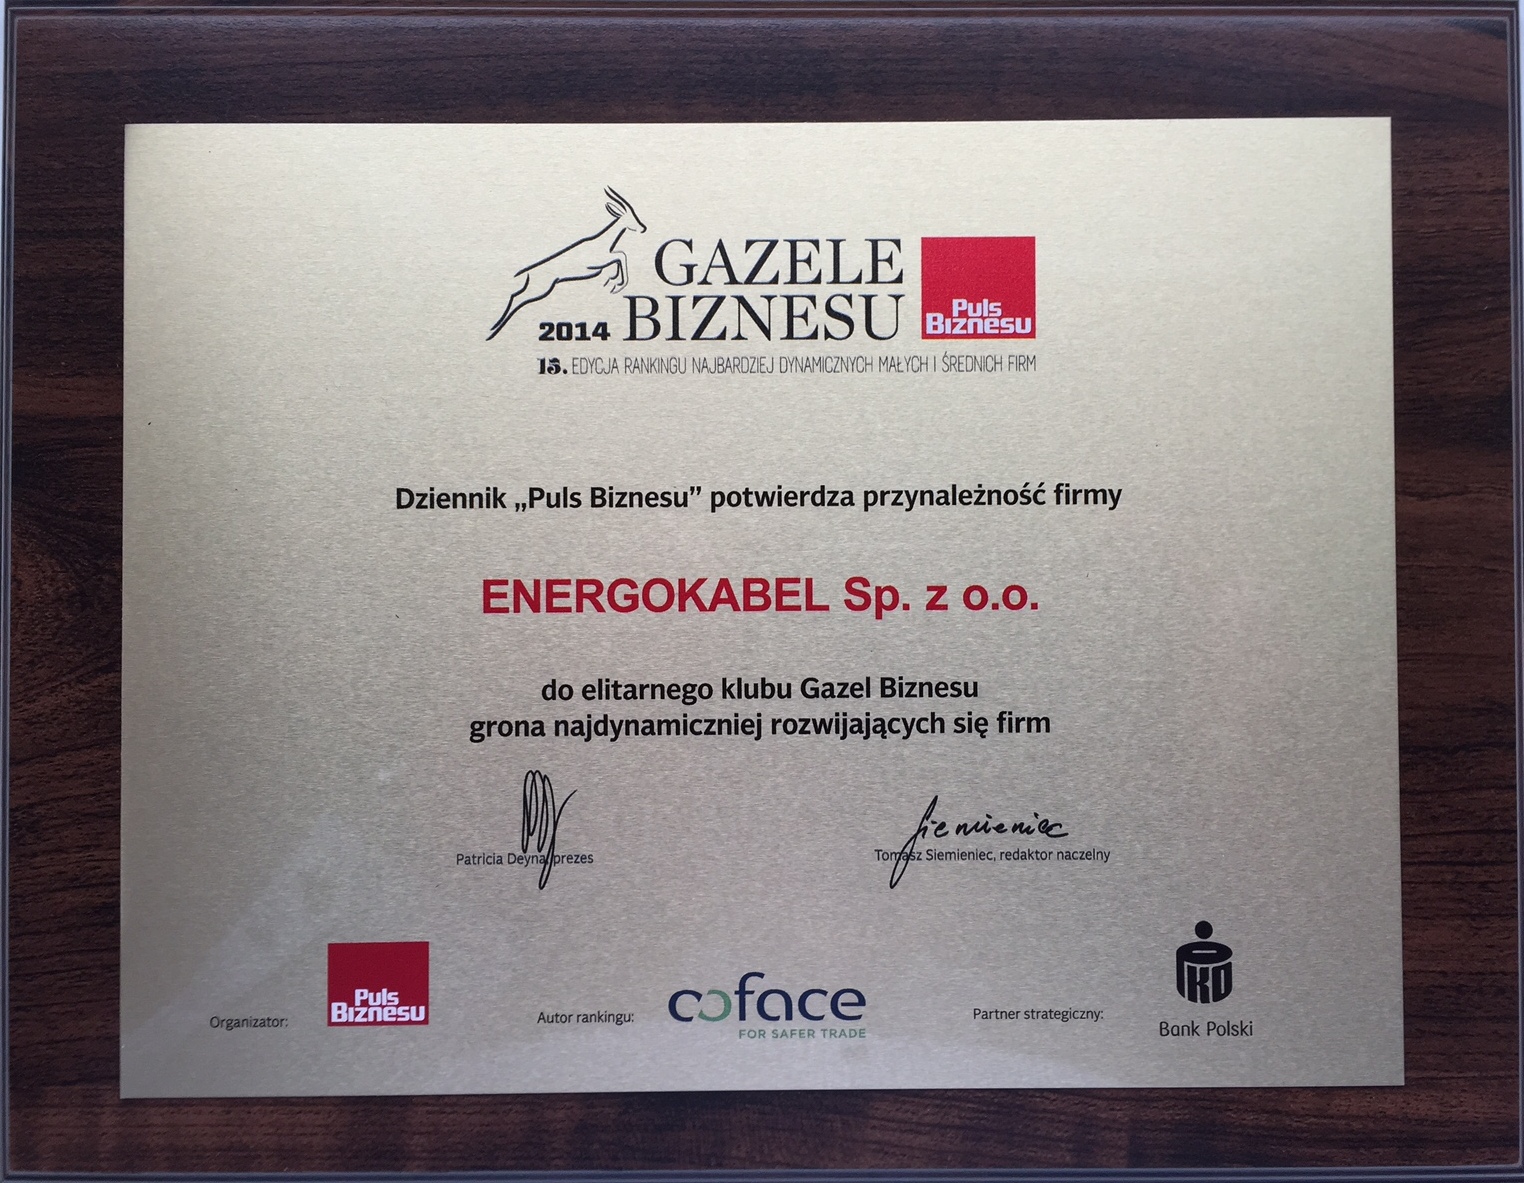 GAZELE
2014 BIZNESU
Puls
Biznesu
15. EDYCJA RANKINGU NAJBARDZIEJ DYNAMICZNYCH MAŁYCH I ŚREDNICH FIRM
Dziennik „Puls Biznesu” potwierdza przynależność firmy
ENERGOKABEL Sp. z o.o.
do elitarnego klubu Gazel Biznesu
grona najdynamiczniej rozwijających się firm
Siemieniec
Patricia Deyna, prezes
Tomasz Siemieniec, redaktor naczelny
Organizator:
Puls
Biznesu
Autor rankingu:
coface
FOR SAFER TRADE
Partner strategiczny:
PKO
Bank Polski